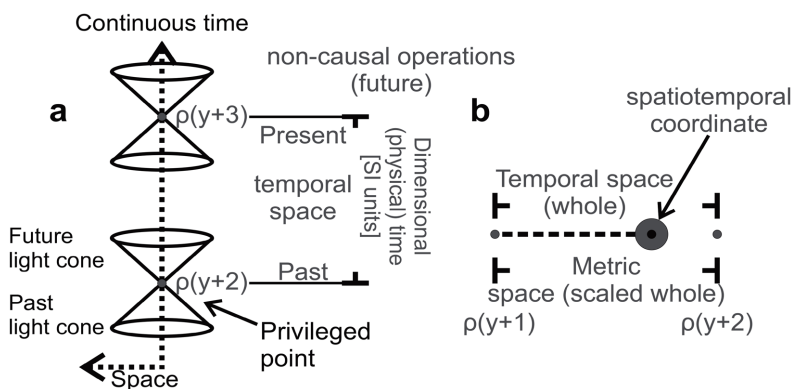 Continuous time
a
non-causal operations
(future)
ρ(y+3)
Present
temporal
space
Dimensional
(physical) time
[SI units]
Future
light cone
ρ(y+2)
Past
Past
light cone
Privileged
point
Space
b
spatiotemporal
coordinate
Temporal space
(whole)
Metric
space (scaled whole)
ρ(y+1)
ρ(y+2)